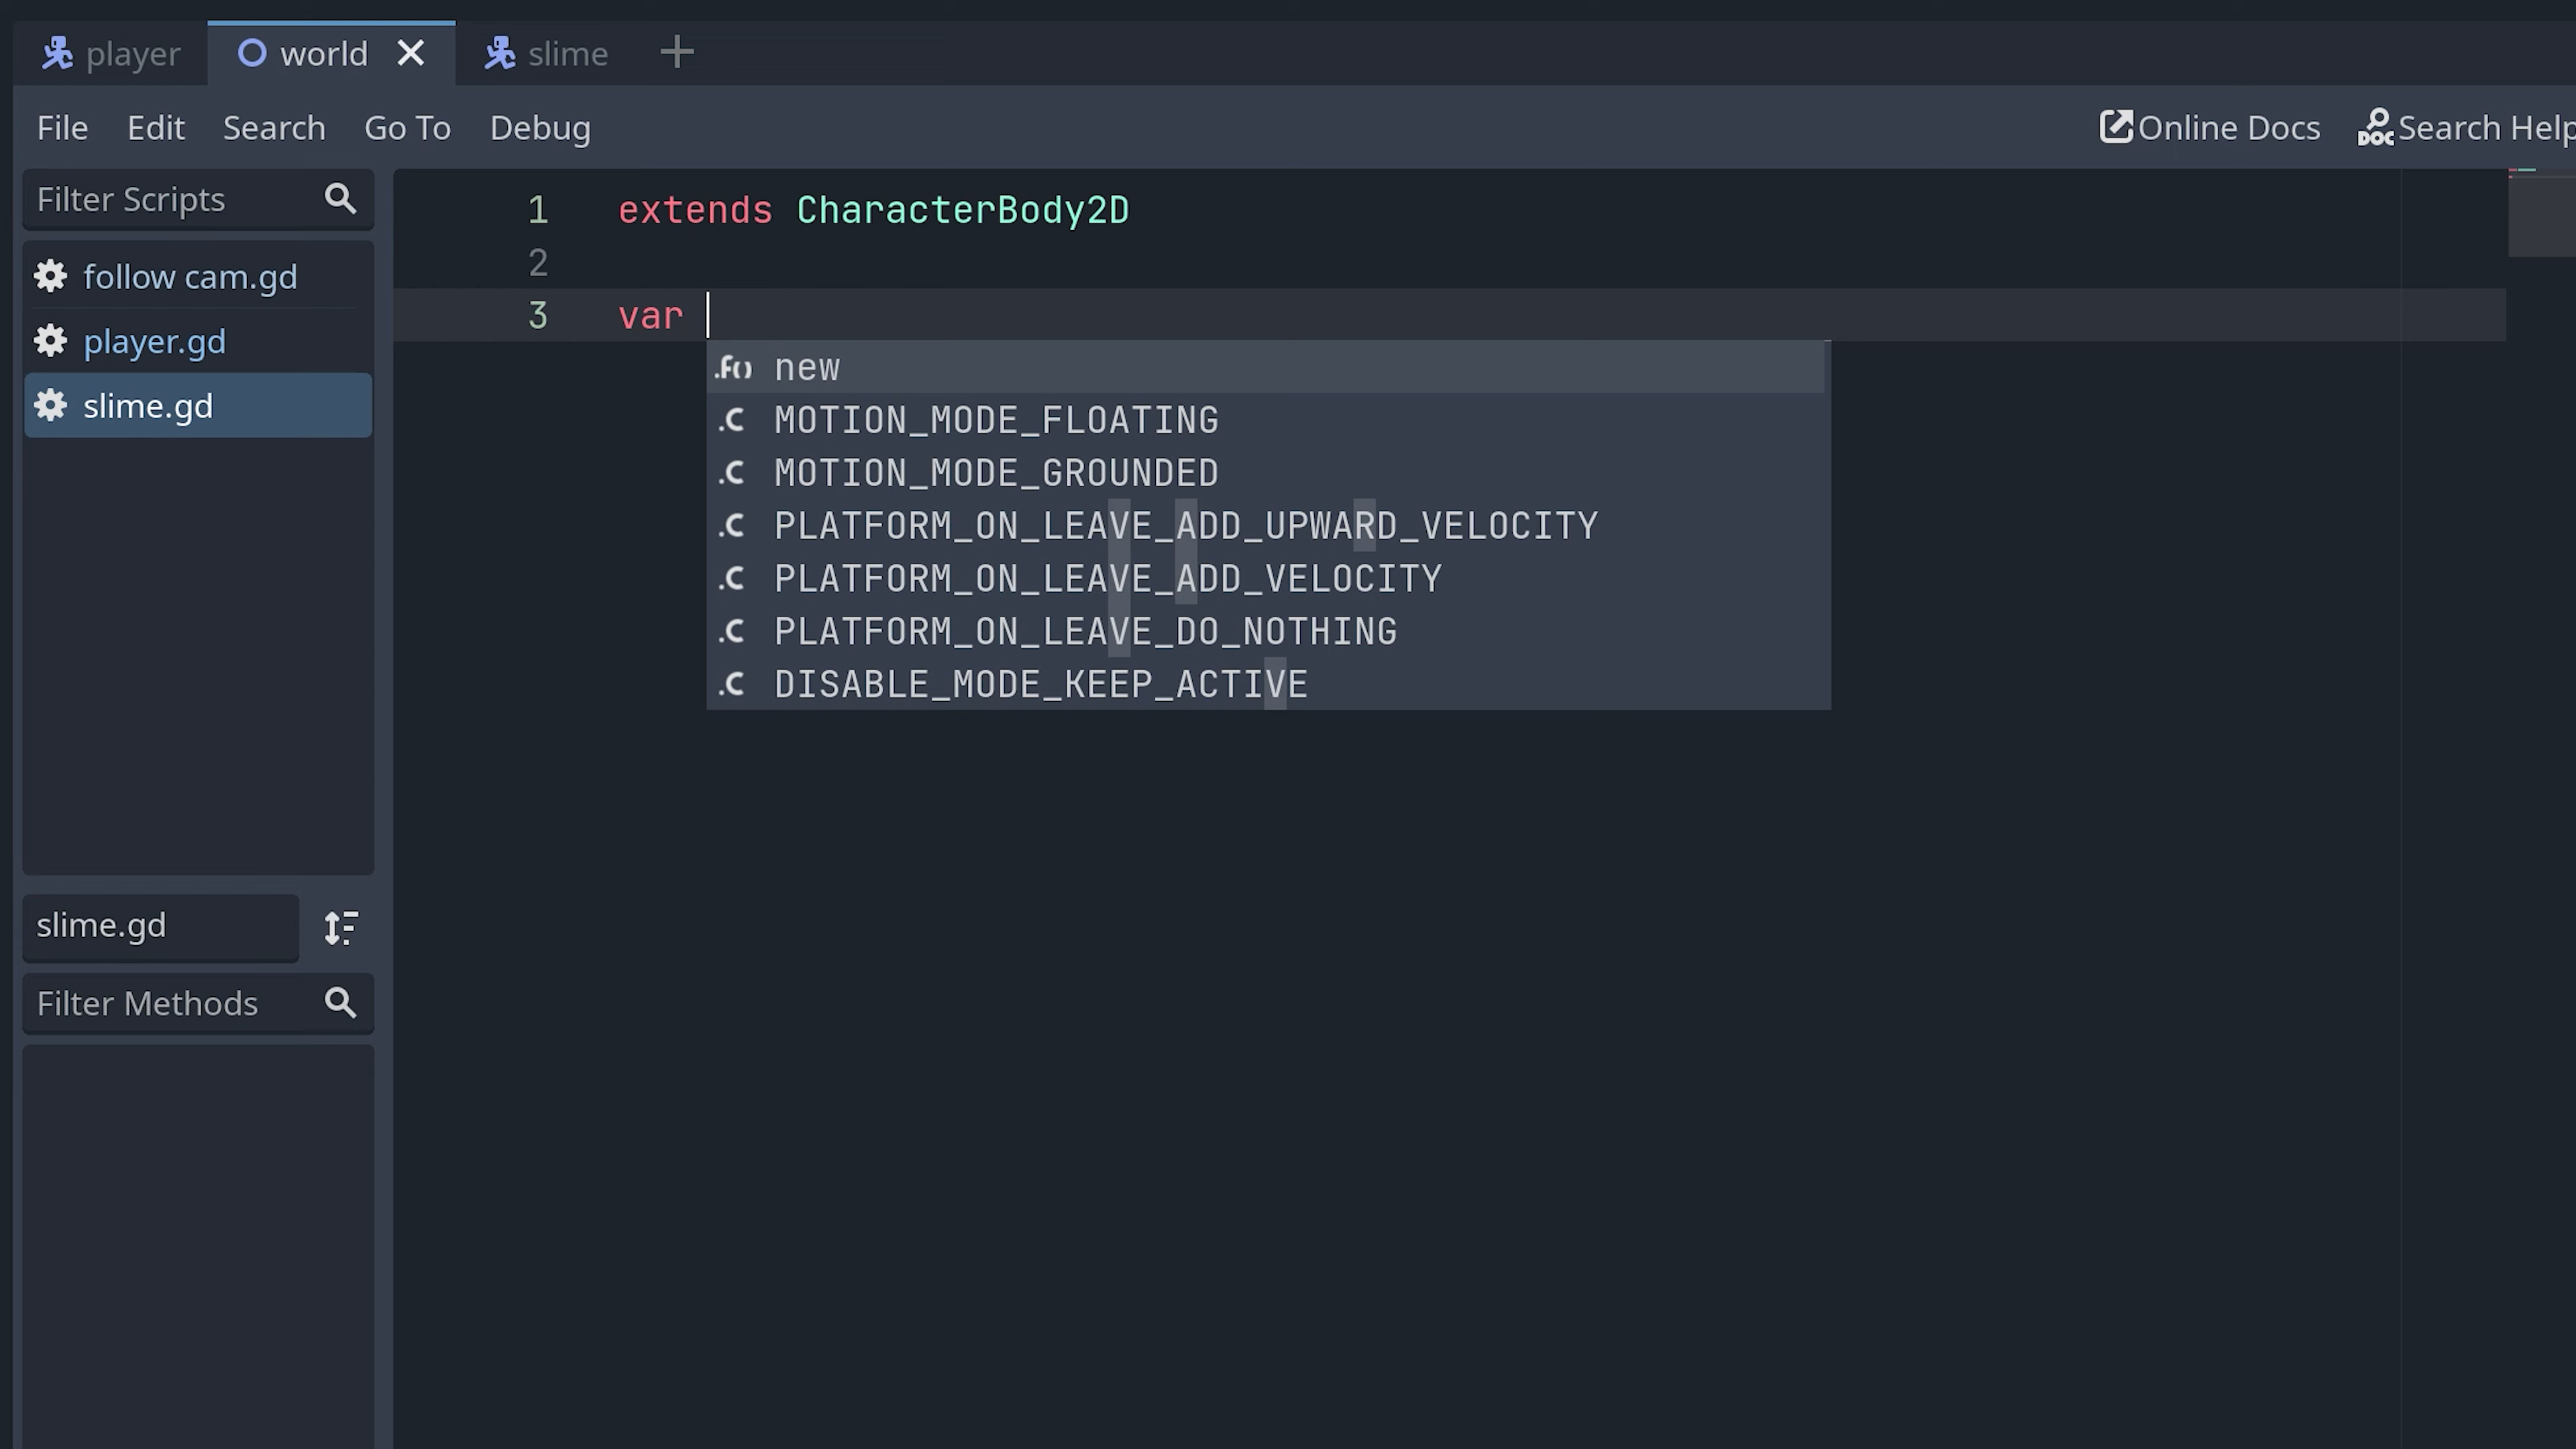 player
world
slime
File Edit Search Go To Debug
Online Docs
Search Help
Filter Scripts
follow cam.gd
player.gd
slime.gd
slime.gd
Filter Methods
1 extends CharacterBody2D
2
3 var
new
.C MOTION_MODE_FLOATING
.C MOTION_MODE_GROUNDED
.C PLATFORM_ON_LEAVE_ADD_UPWARD_VELOCITY
.C PLATFORM_ON_LEAVE_ADD_VELOCITY
.C PLATFORM_ON_LEAVE_DO_NOTHING
.C DISABLE_MODE_KEEP_ACTIVE